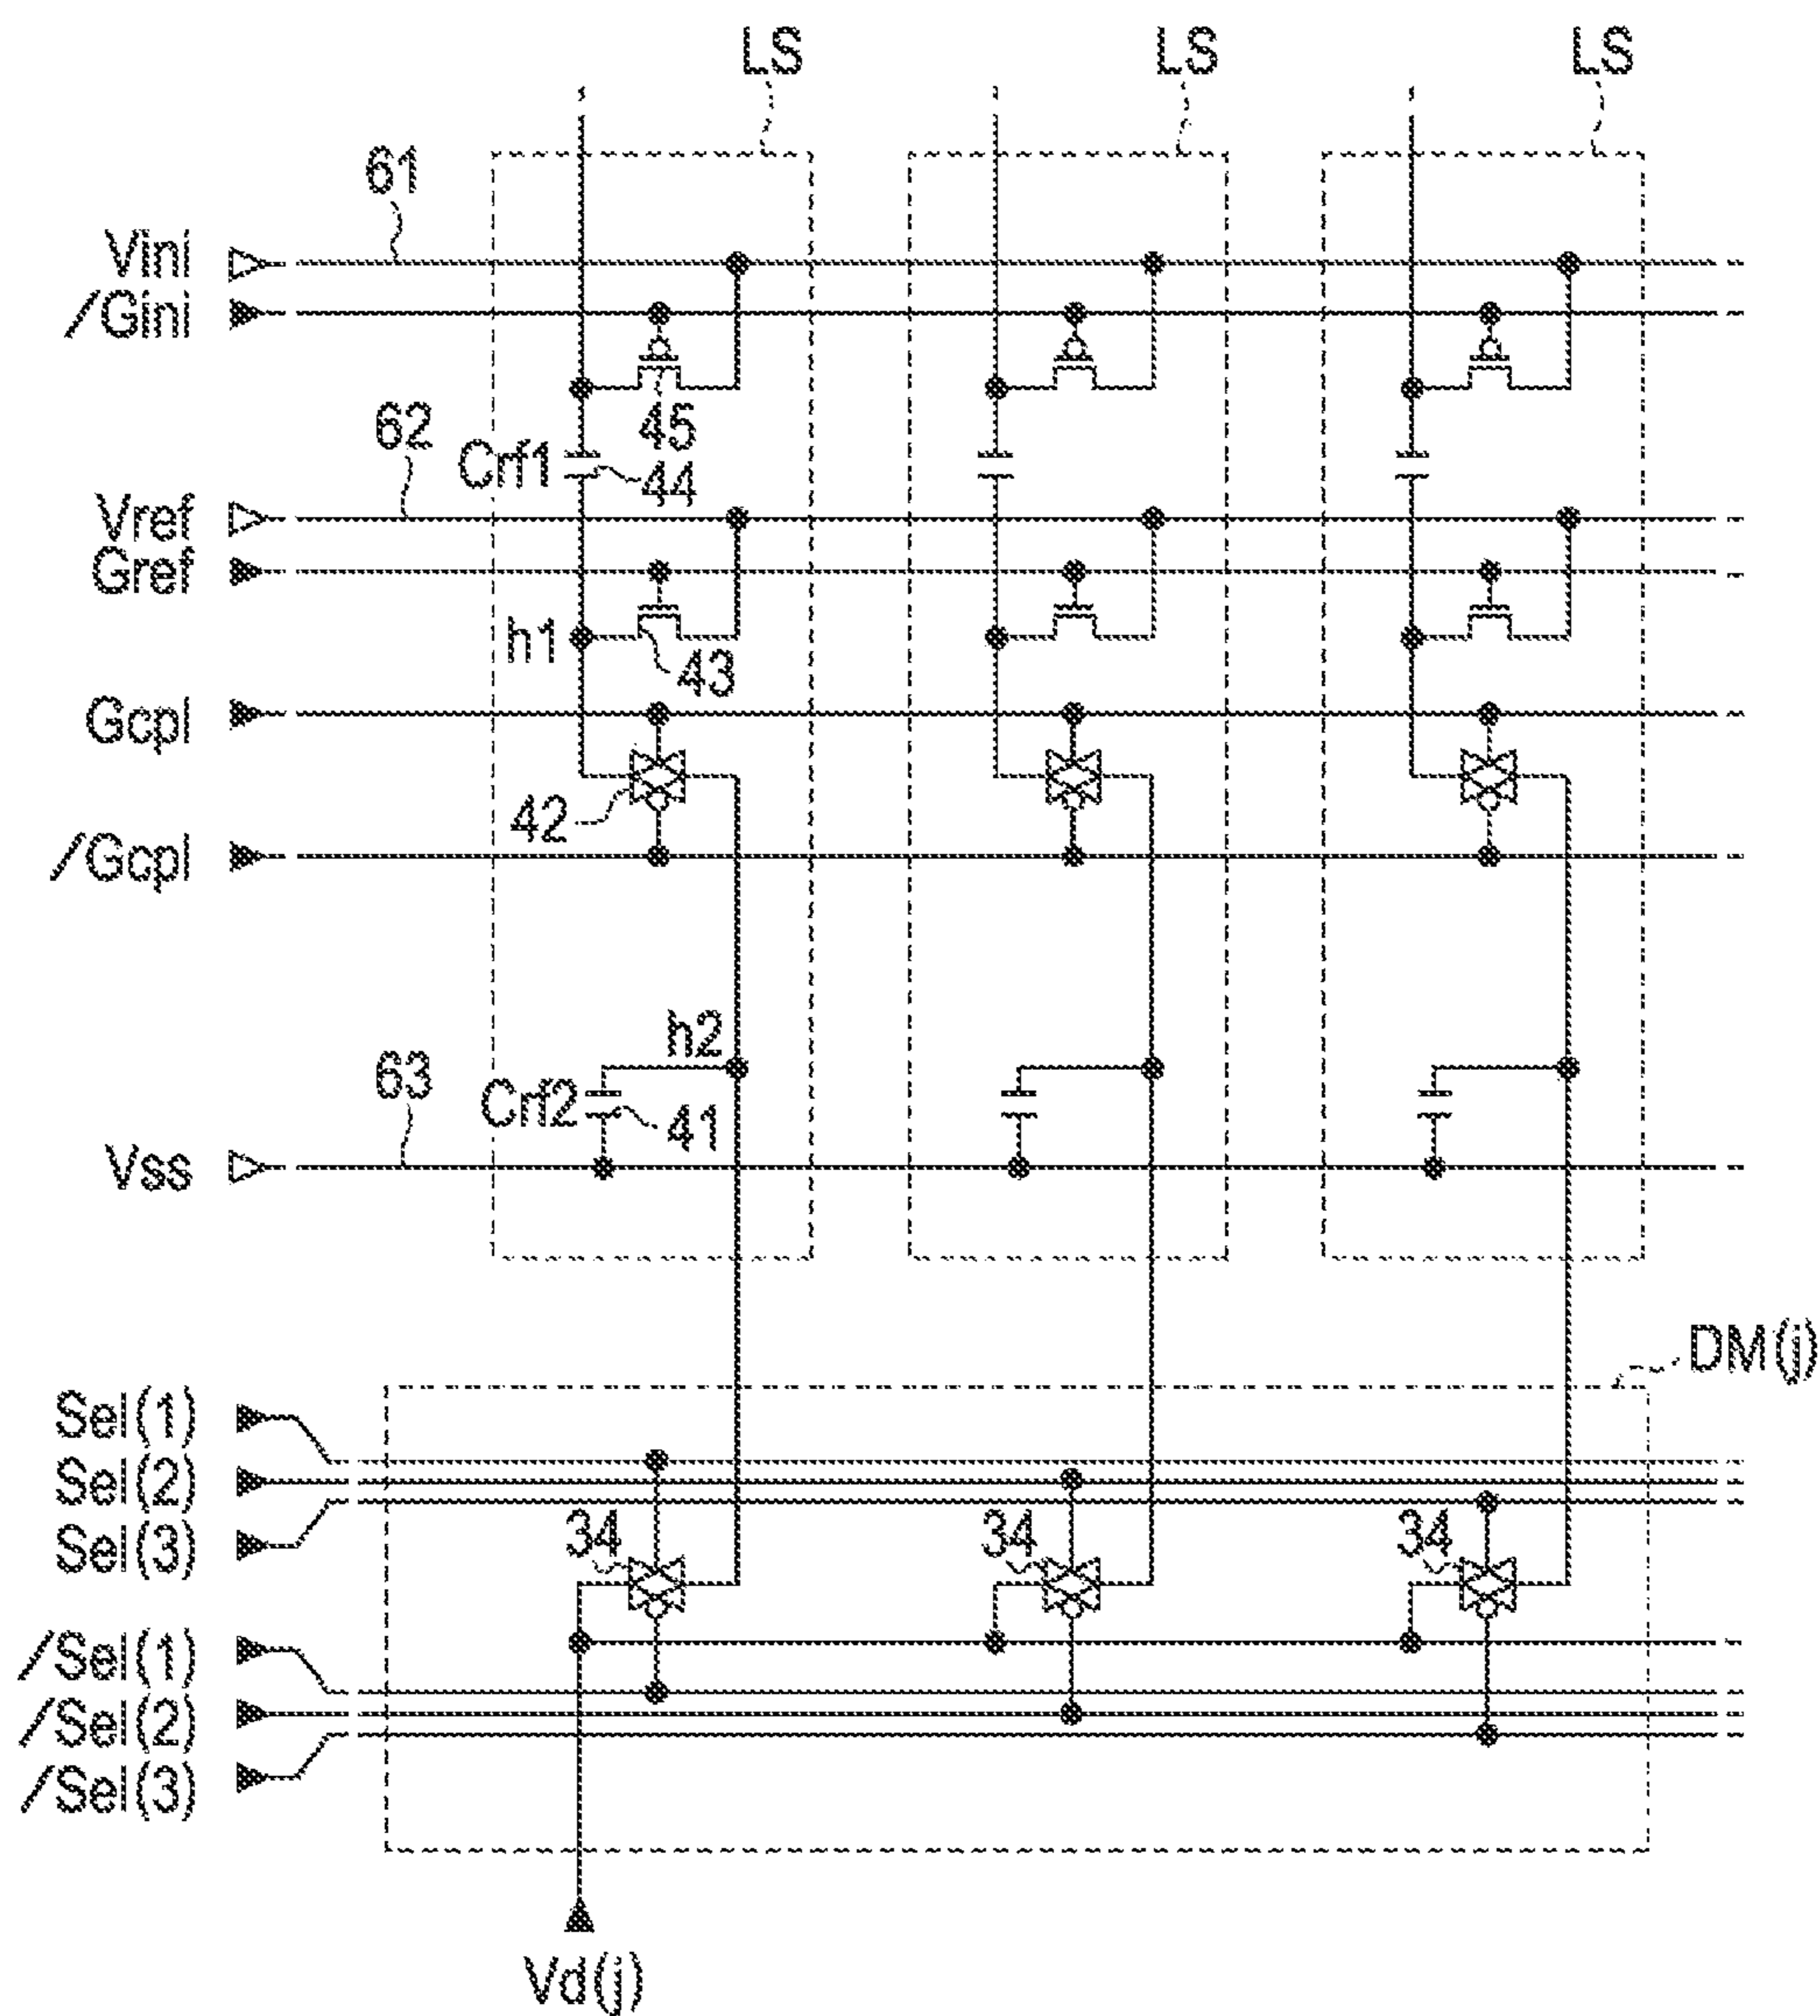 LS LS LS
61
Vini
/Gini
45
62
Crf1
44
Vref
Gref
h1
43
Gcpl
42
/Gcpl
h2
63
Crf2
41
Vss
DM(j)
Sel(1)
Sel(2)
Sel(3)
34 34 34
/Sel(1)
/Sel(2)
/Sel(3)
Vd(j)